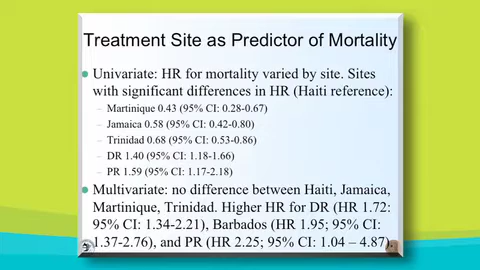 Treatment Site as Predictor of Mortality
Univariate: HR for mortality varied by site. Sites
with significant differences in HR (Haiti reference):
– Martinique 0.43 (95% CI: 0.28-0.67)
– Jamaica 0.58 (95% CI: 0.42-0.80)
– Trinidad 0.68 (95% CI: 0.53-0.86)
– DR 1.40 (95% CI: 1.18-1.66)
– PR 1.59 (95% CI: 1.17-2.18)
Multivariate: no difference between Haiti, Jamaica,
Martinique, Trinidad. Higher HR for DR (HR 1.72:
95% CI: 1.34-2.21), Barbados (HR 1.95; 95% CI:
1.37-2.76), and PR (HR 2.25; 95% CI: 1.04 – 4.87).